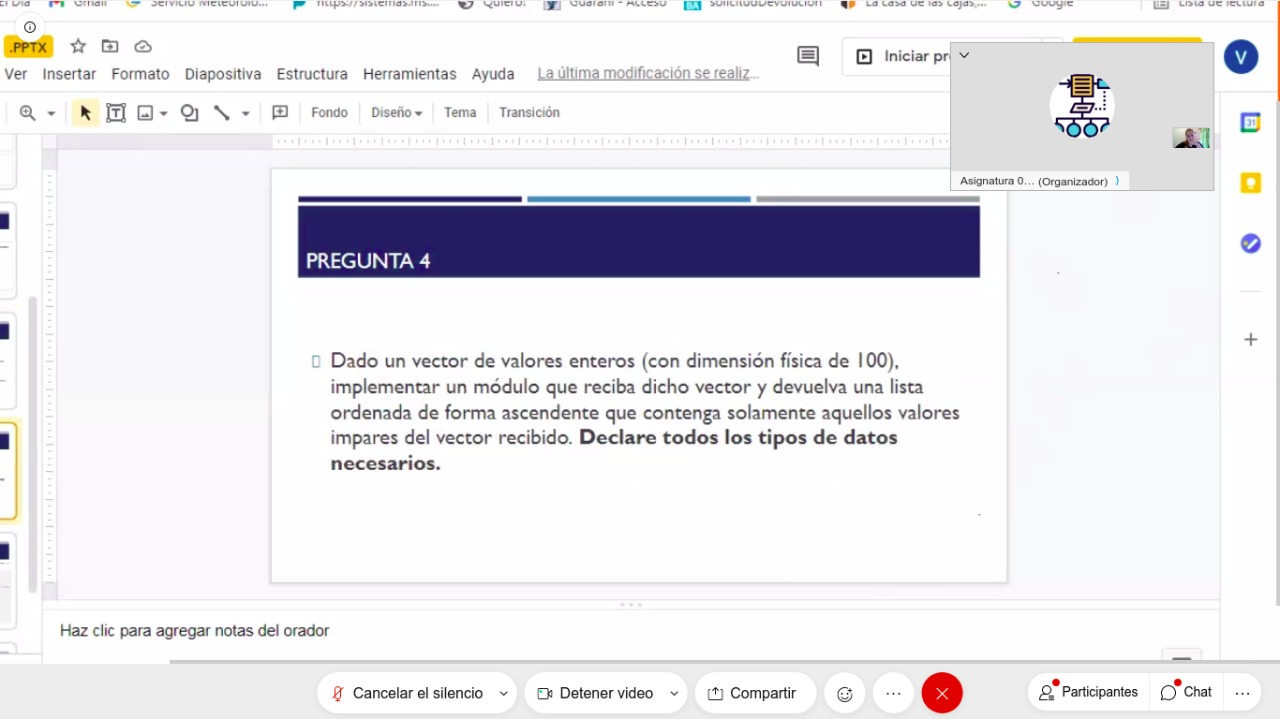 Gmail
https://sistemas.ms....
Guaraní - Acceso
BA
solicitudDevolucion
La casa de las cajas,...
Google
Lista de lectura
.PPTX
Iniciar pr
V
Ver Insertar Formato Diapositiva Estructura Herramientas Ayuda La última modificación se realiz...
Fondo Diseño Tema Transición
31
Asignatura 0... (Organizador)
PREGUNTA 4
Dado un vector de valores enteros (con dimensión física de 100),
implementar un módulo que reciba dicho vector y devuelva una lista
ordenada de forma ascendente que contenga solamente aquellos valores
impares del vector recibido. Declare todos los tipos de datos
necesarios.
Haz clic para agregar notas del orador
Cancelar el silencio Detener video Compartir Participantes Chat